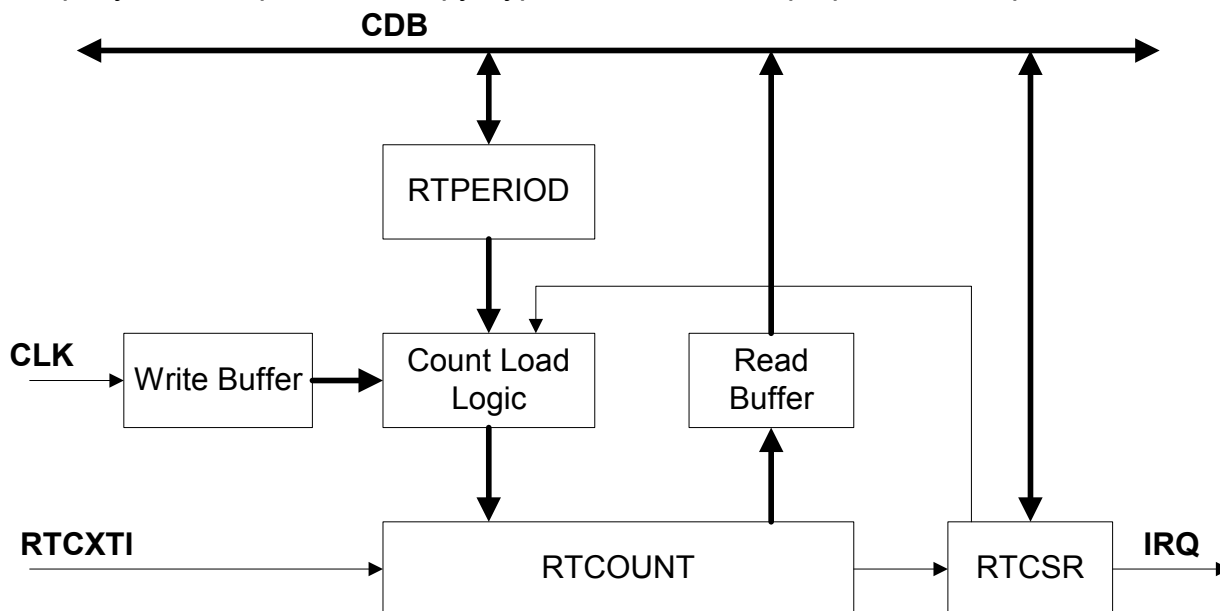 CDB
RTPERIOD
CLK
Write Buffer
Count Load
Logic
Read
Buffer
RTCXTI
RTCOUNT
RTCSR
IRQ